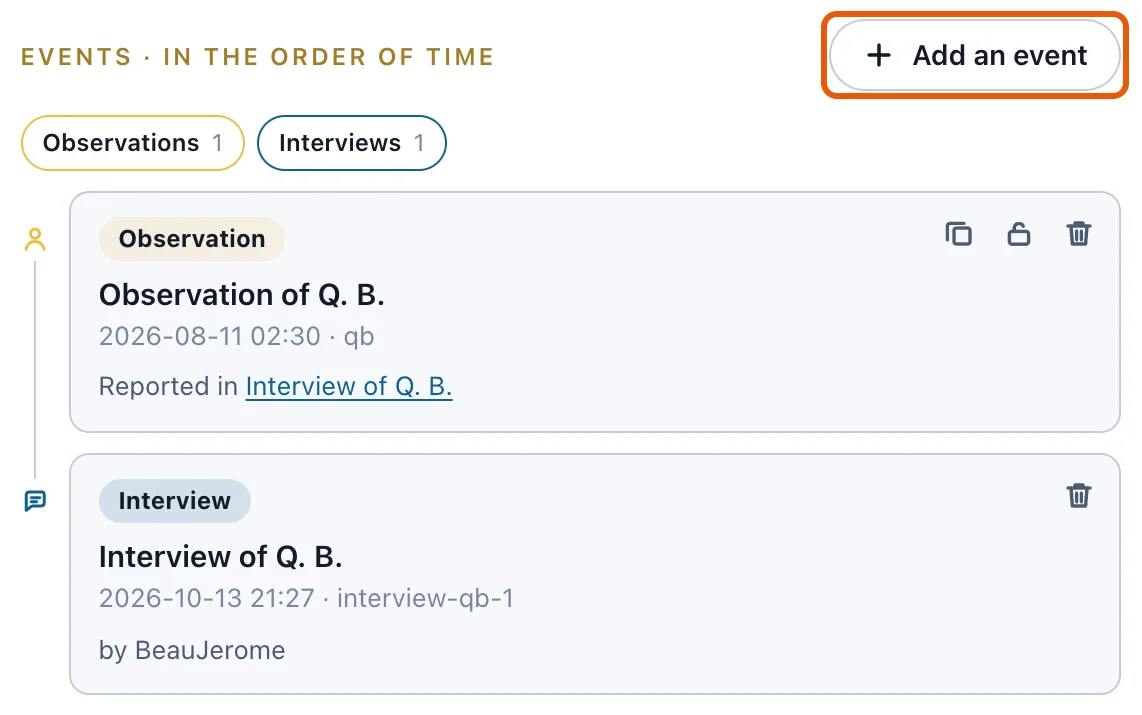 EVENTS · IN THE ORDER OF TIME
+ Add an event
Observations 1
Interviews 1
Observation
Observation of Q. B.
2026-08-11 02:30 · qb
Reported in Interview of Q. B.
Interview
Interview of Q. B.
2026-10-13 21:27 · interview-qb-1
by BeauJerome